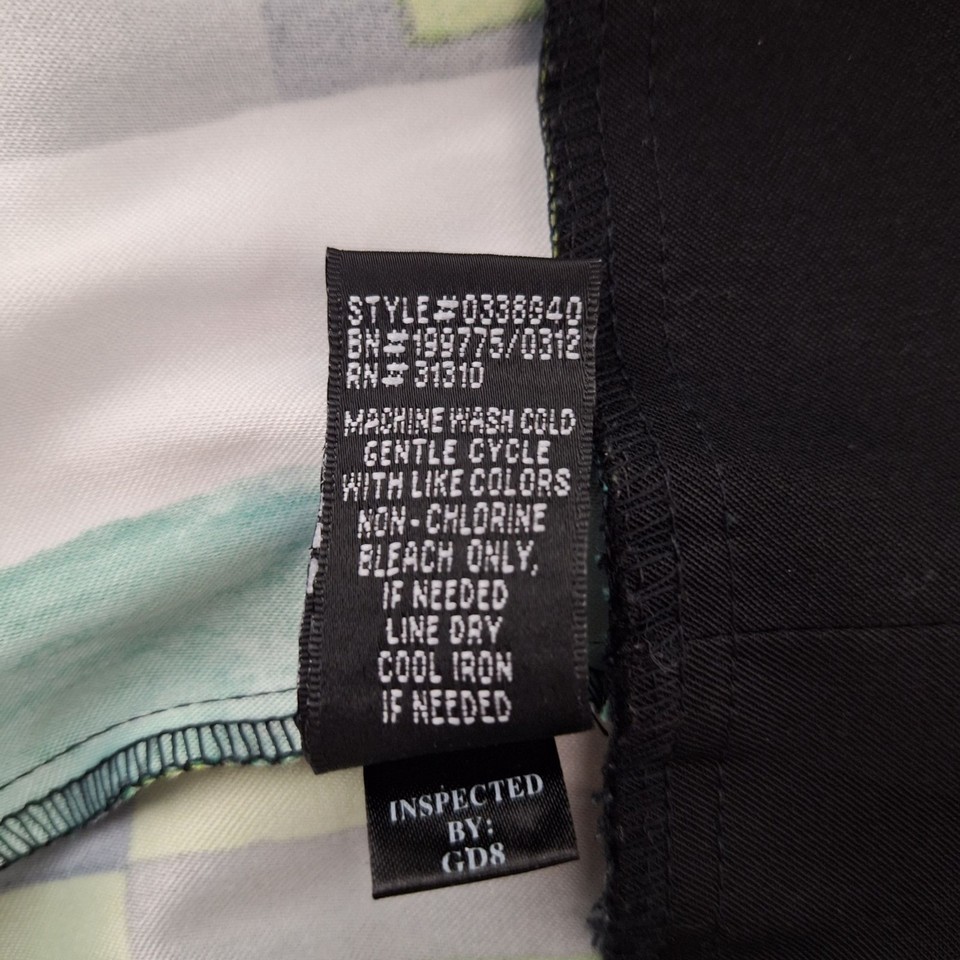 STYLE#0338940
BN#199775/0312
RN#31310
MACHINE WASH COLD
GENTLE CYCLE
WITH LIKE COLORS
NON-CHLORINE
BLEACH ONLY,
IF NEEDED
LINE DRY
COOL IRON
IF NEEDED
INSPECTED
BY:
GD8